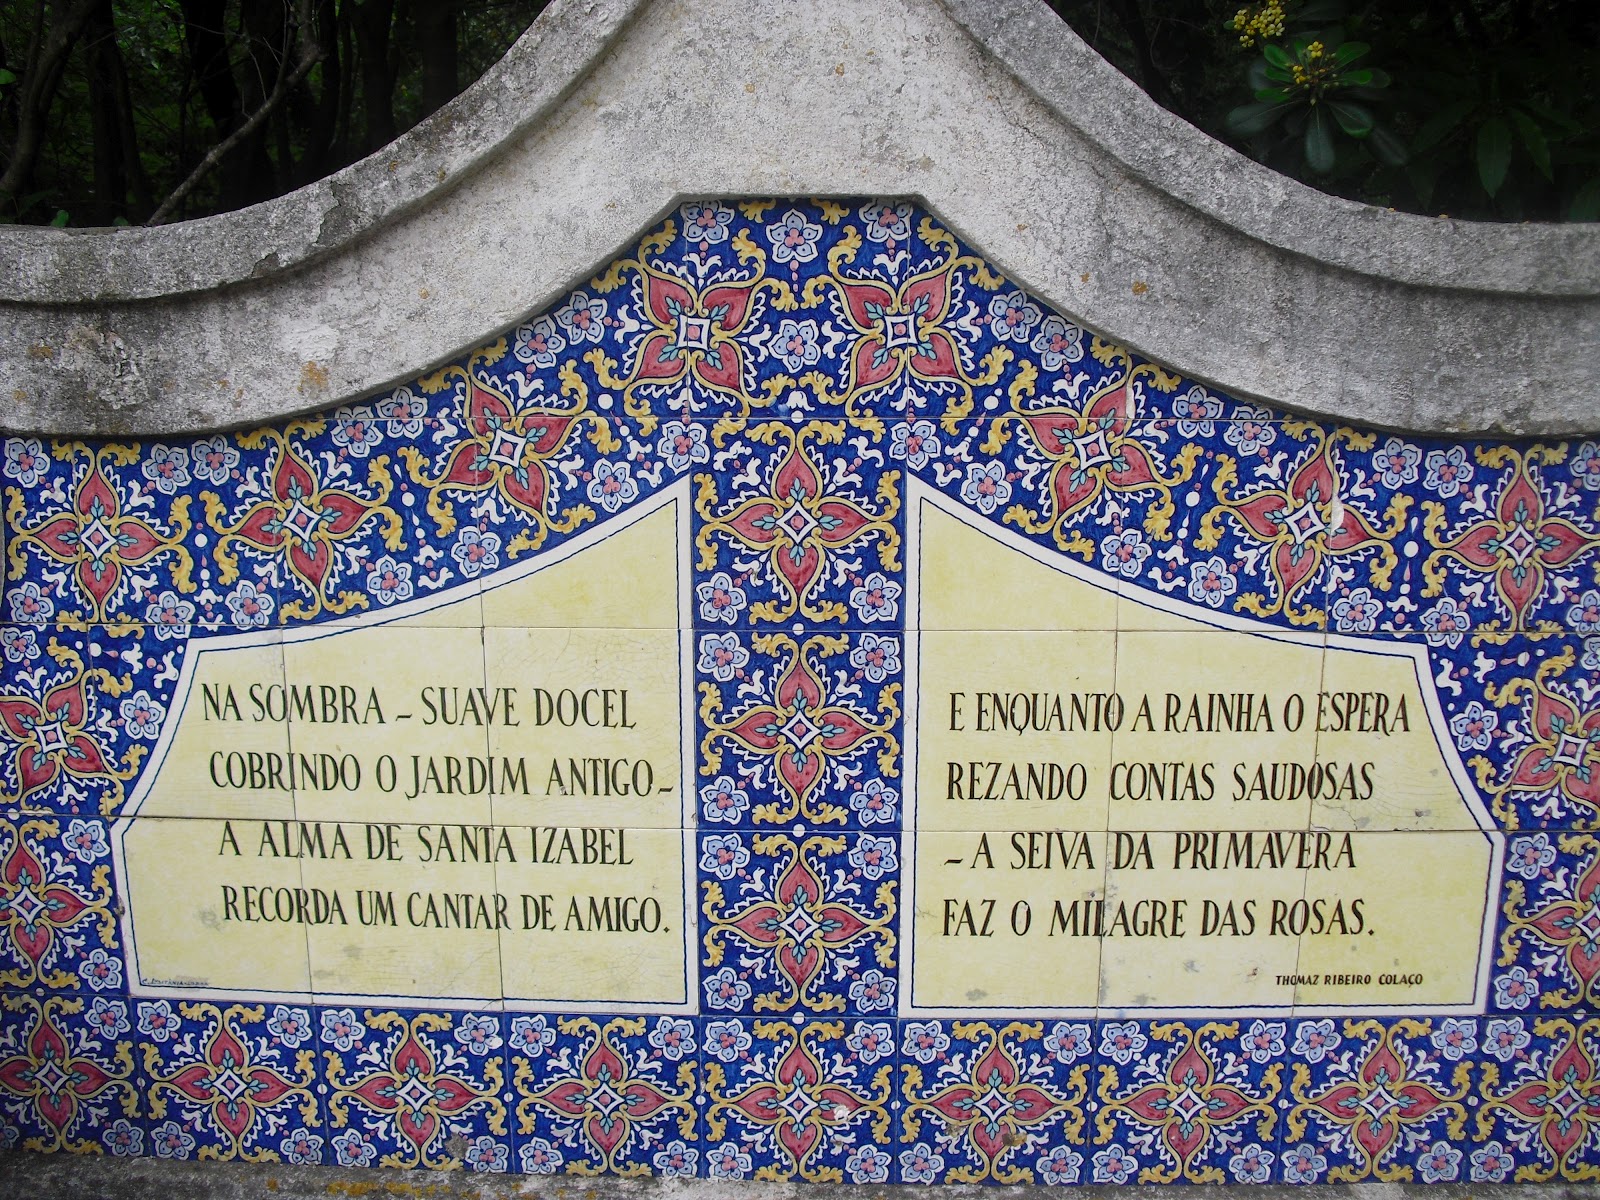 NA SOMBRA – SUAVE DOCEL
COBRINDO O JARDIM ANTIGO –
A ALMA DE SANTA IZABEL
RECORDA UM CANTAR DE AMIGO.
E ENQUANTO A RAINHA O ESPERA
REZANDO CONTAS SAUDOSAS
– A SEIVA DA PRIMAVERA
FAZ O MILAGRE DAS ROSAS.
THOMAZ RIBEIRO COLAÇO